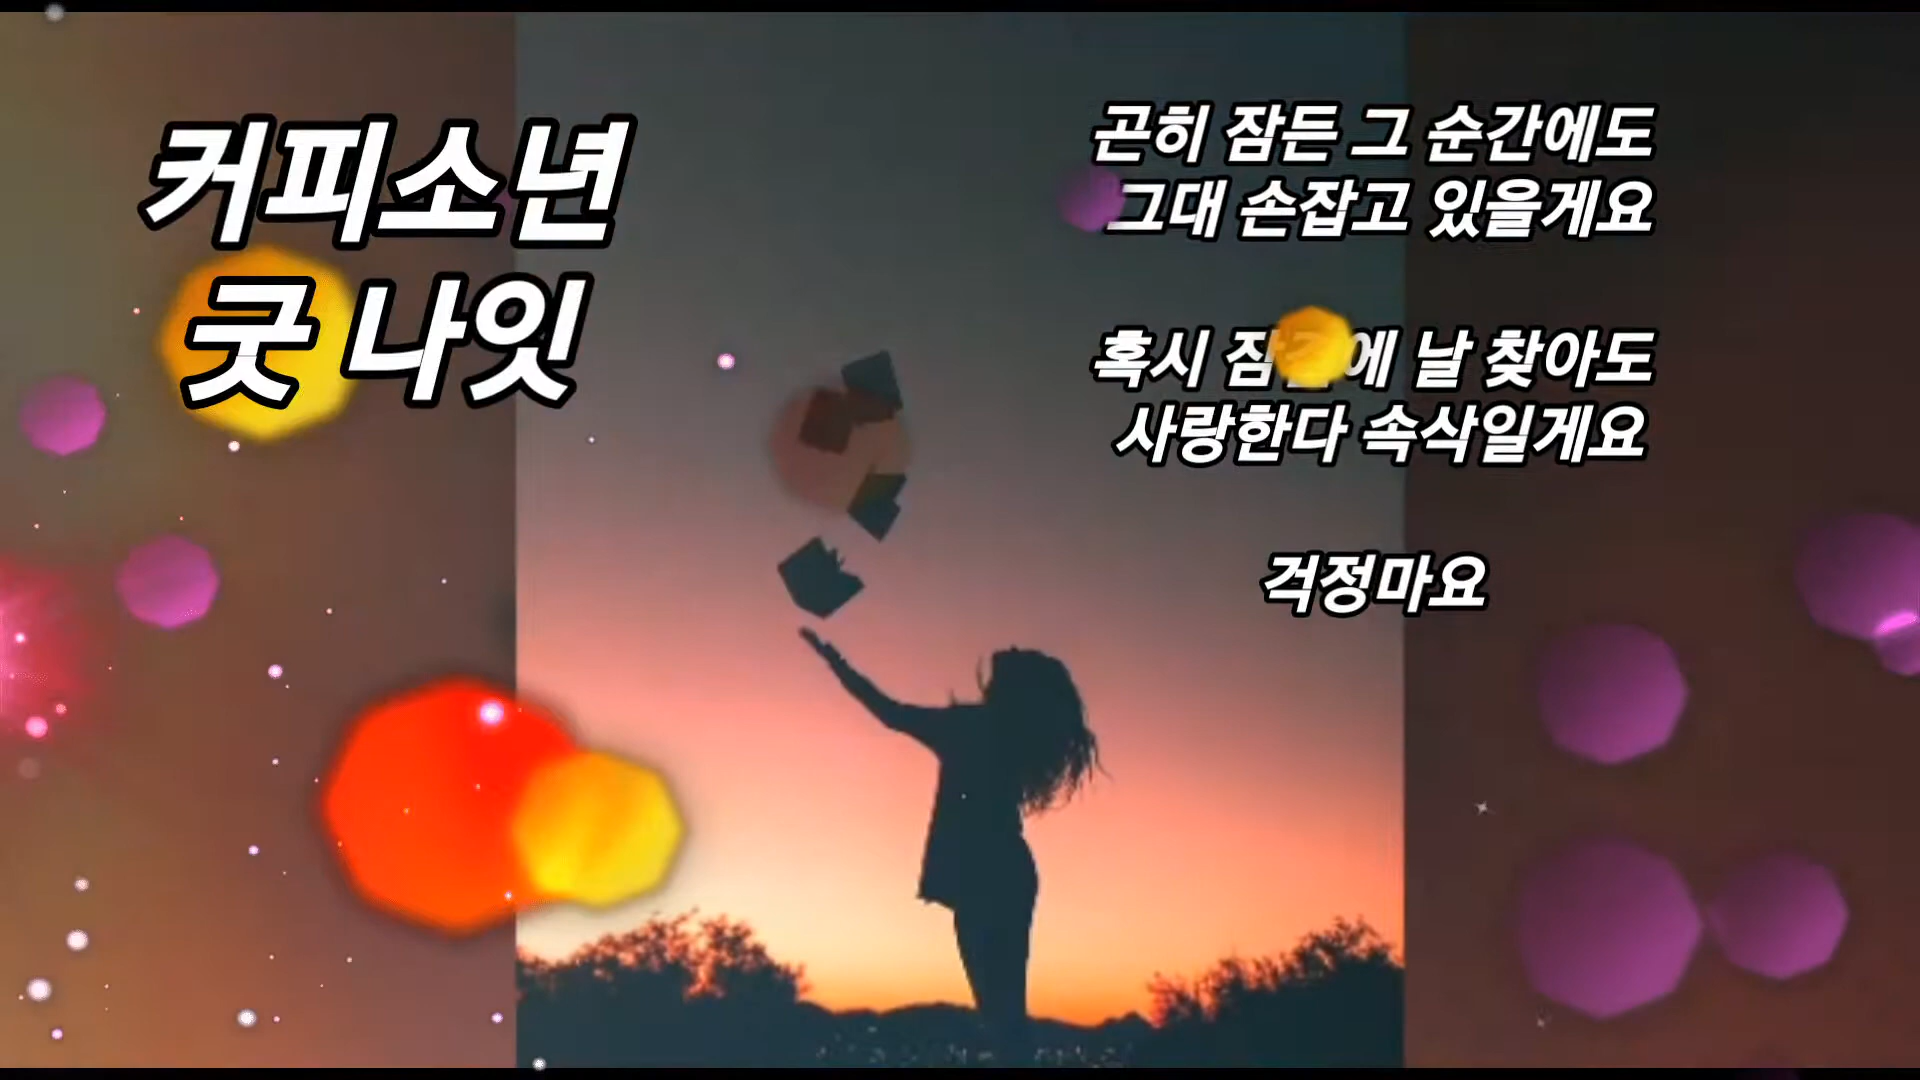 커피소년
굿 나잇
곤히 잠든 그 순간에도
그대 손잡고 있을게요
혹시 날 찾아도
사랑한다 속삭일게요
걱정마요